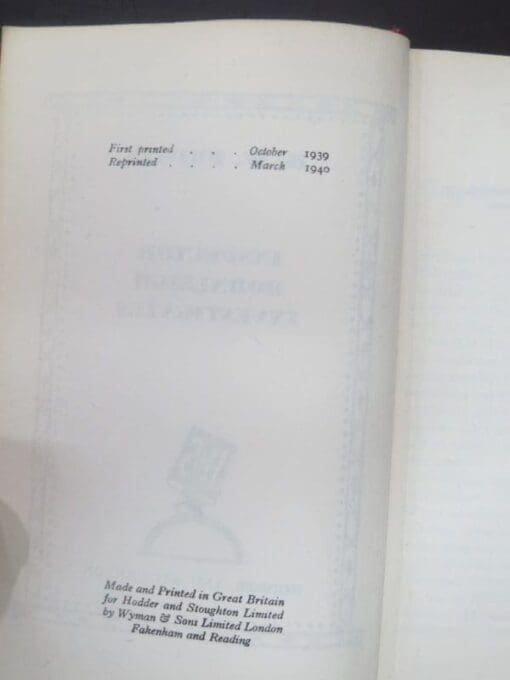 First printed . . . October 1939
Reprinted . . . . March 1940
Made and Printed in Great Britain
for Hodder and Stoughton Limited
by Wyman & Sons Limited London
Fakenham and Reading